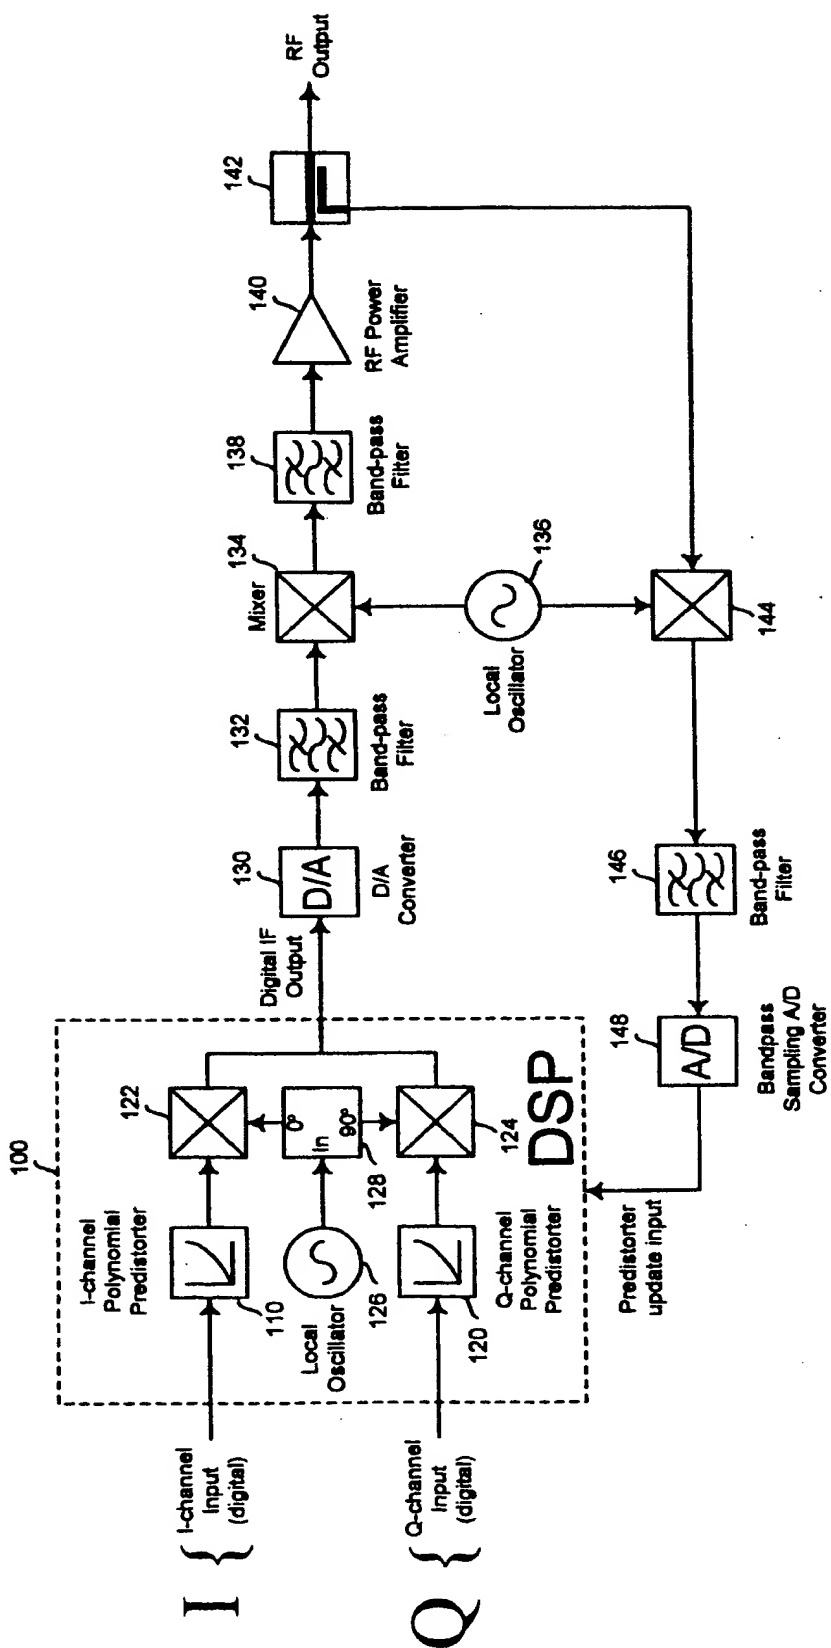 I
I-channel
Input
(digital)
Q
Q-channel
Input
(digital)
100
I-channel
Polynomial
Predistorter
110
122
Local
Oscillator
126
In
0°
90°
128
Q-channel
Polynomial
Predistorter
120
124
DSP
Digital IF
Output
130
D/A
D/A
Converter
132
Band-pass
Filter
Mixer
134
138
Band-pass
Filter
140
RF Power
Amplifier
142
RF
Output
Local
Oscillator
136
144
146
Band-pass
Filter
148
A/D
Bandpass
Sampling A/D
Converter
Predistorter
update input